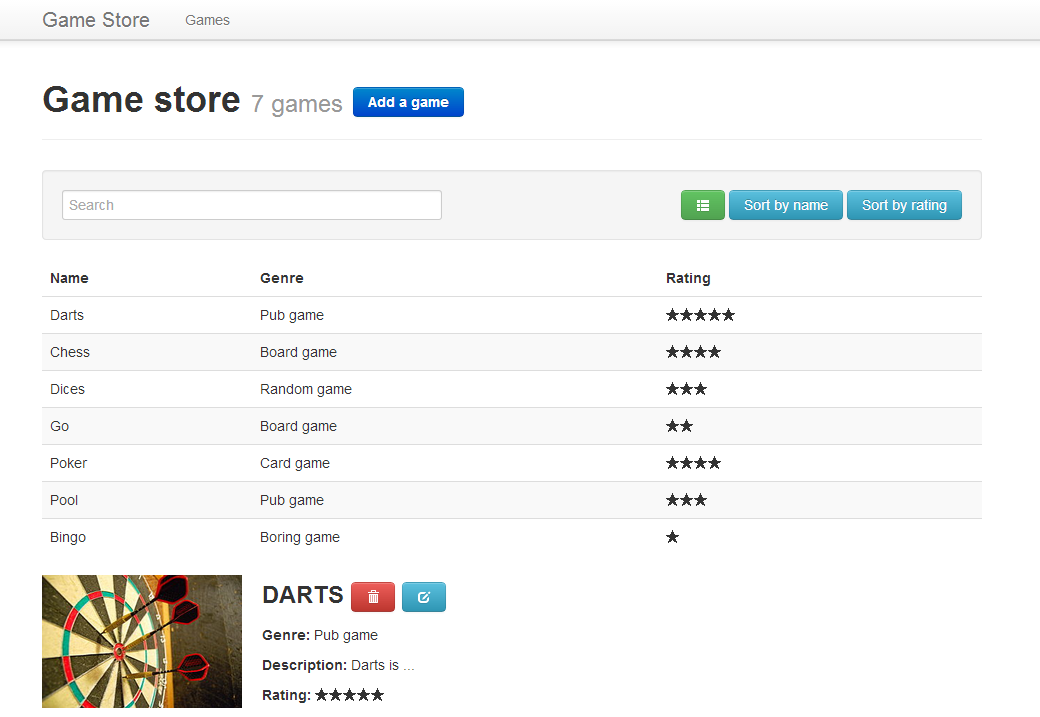 Game Store Games
Game store 7 games Add a game
Search Sort by name Sort by rating
Name Genre Rating
Darts Pub game ★★★★★
Chess Board game ★★★★
Dices Random game ★★★
Go Board game ★★
Poker Card game ★★★★
Pool Pub game ★★★
Bingo Boring game ★
DARTS
Genre: Pub game
Description: Darts is ...
Rating: ★★★★★